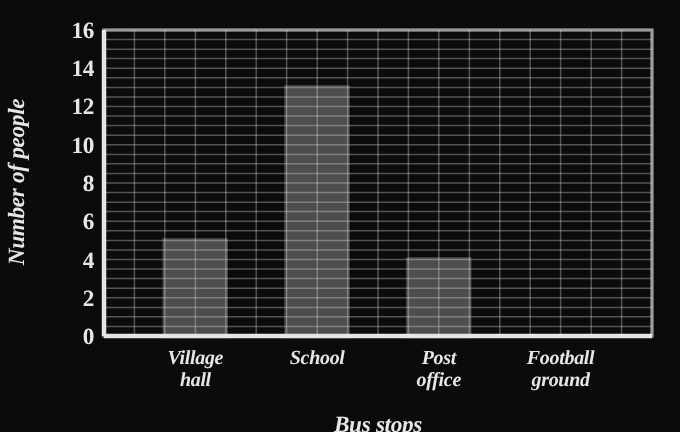 Number of people
16
14
12
10
8
6
4
2
0
Village
hall
School
Post
office
Football
ground
Bus stops